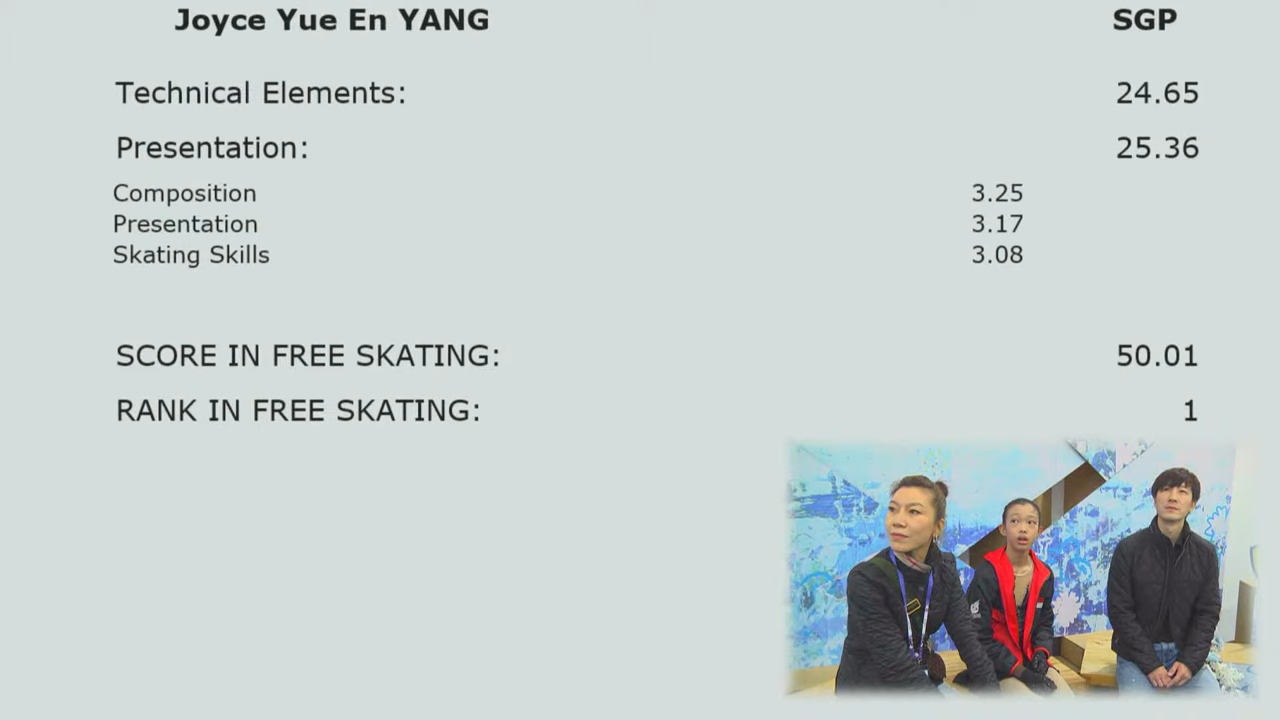 Joyce Yue En YANG SGP
Technical Elements: 24.65
Presentation: 25.36
Composition 3.25
Presentation 3.17
Skating Skills 3.08
SCORE IN FREE SKATING: 50.01
RANK IN FREE SKATING: 1